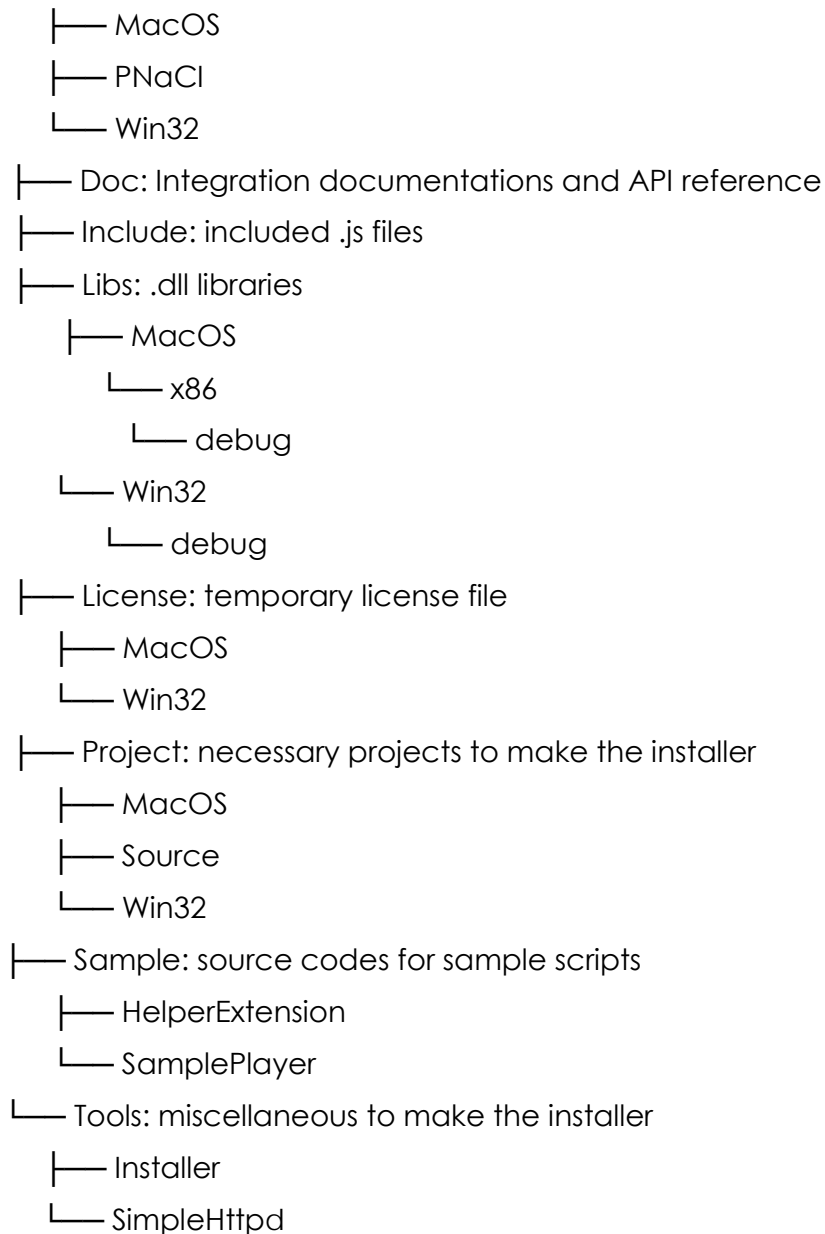 ├── MacOS
├── PNaCl
└── Win32
├── Doc: Integration documentations and API reference
├── Include: included .js files
├── Libs: .dll libraries
├── MacOS
└── x86
└── debug
└── Win32
└── debug
├── License: temporary license file
├── MacOS
└── Win32
├── Project: necessary projects to make the installer
├── MacOS
├── Source
└── Win32
├── Sample: source codes for sample scripts
├── HelperExtension
└── SamplePlayer
└── Tools: miscellaneous to make the installer
├── Installer
└── SimpleHttpd